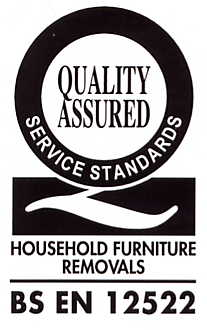 QUALITY
ASSURED
SERVICE STANDARDS
HOUSEHOLD FURNITURE
REMOVALS
BS EN 12522